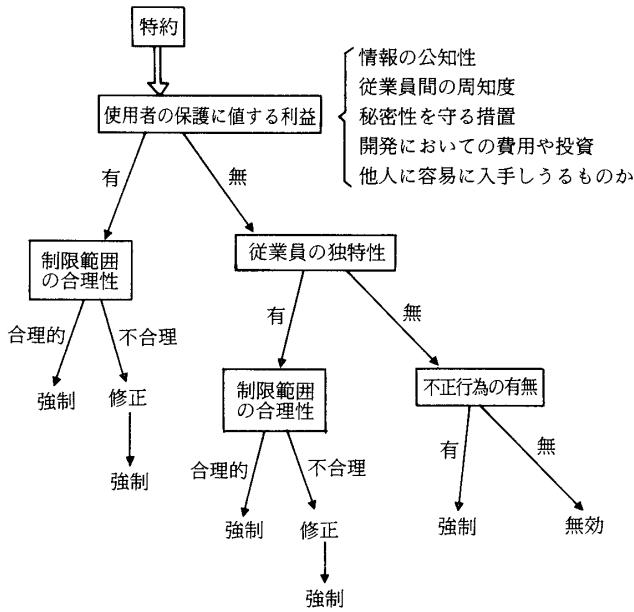 特約
使用者の保護に値する利益
情報の公知性
従業員間の周知度
秘密性を守る措置
開発においての費用や投資
他人に容易に入手しうるものか
有
無
制限範囲
の合理性
従業員の独特性
合理的
不合理
強制
修正
強制
有
無
制限範囲
の合理性
不正行為の有無
合理的
不合理
強制
修正
強制
有
無
強制
無効